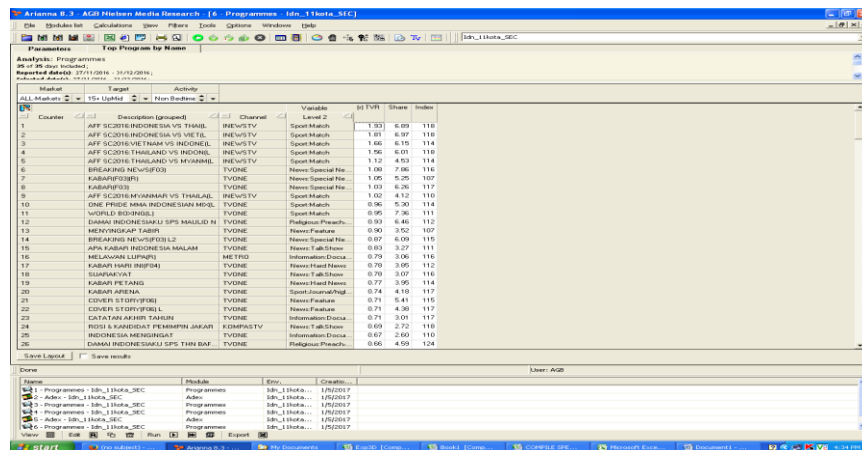 Arianna 8.3 - AGB Nielsen Media Research - [6 - Programmes - Idn_11kota_SEC]
File Modules list Calculations View Filters Tools Options Windows Help
Idn_11kota_SEC
Parameters Top Program by Name
Analysis: Programmes
35 of 35 days included;
Reported date(s): 27/11/2016 - 31/12/2016;
Market Target Activity
ALL-Markets 15+ UpMid Non Bedtime
Variable (r) TVR Share Index
Counter Description (grouped) Channel Level 2
1 AFF SC2016:INDONESIA VS THAI(L INEWSTV Sport:Match 1.93 6.89 118
2 AFF SC2016:INDONESIA VS VIET(L INEWSTV Sport:Match 1.81 6.97 118
3 AFF SC2016:VIETNAM VS INDONE(L INEWSTV Sport:Match 1.66 6.15 114
4 AFF SC2016:THAILAND VS INDON(L INEWSTV Sport:Match 1.56 6.01 118
5 AFF SC2016:THAILAND VS MYANM(L INEWSTV Sport:Match 1.12 4.53 114
6 BREAKING NEWS(F03) TVONE News:Special Ne... 1.08 7.86 116
7 KABAR(F03)(R) TVONE News:Special Ne... 1.05 5.25 107
8 KABAR(F03) TVONE News:Special Ne... 1.03 6.26 117
9 AFF SC2016:MYANMAR VS THAILA(L INEWSTV Sport:Match 1.02 4.12 110
10 ONE PRIDE MMA INDONESIAN MIX(L TVONE Sport:Match 0.96 5.30 114
11 WORLD BOXING(L) TVONE Sport:Match 0.95 7.36 111
12 DAMAI INDONESIAKU SPS MAULID N TVONE Religious:Preach... 0.93 6.46 112
13 MENYINGKAP TABIR TVONE News:Feature 0.90 3.52 107
14 BREAKING NEWS(F03) L2 TVONE News:Special Ne... 0.87 6.09 115
15 APA KABAR INDONESIA MALAM TVONE News:TalkShow 0.83 3.27 111
16 MELAWAN LUPA(R) METRO Information:Docu... 0.79 3.06 116
17 KABAR HARI INI(F04) TVONE News:Hard News 0.78 3.85 112
18 SUARAKYAT TVONE News:TalkShow 0.78 3.07 116
19 KABAR PETANG TVONE News:Hard News 0.77 3.95 114
20 KABAR ARENA TVONE Sport:Journal/higl... 0.74 4.18 117
21 COVER STORY(F06) TVONE News:Feature 0.71 5.41 115
22 COVER STORY(F06) L TVONE News:Feature 0.71 4.38 117
23 CATATAN AKHIR TAHUN TVONE Information:Docu... 0.71 3.01 117
24 ROSI & KANDIDAT PEMIMPIN JAKAR KOMPASTV News:TalkShow 0.69 2.72 118
25 INDONESIA MENGINGAT TVONE Information:Docu... 0.67 2.60 110
26 DAMAI INDONESIAKU SPS THN BAF... TVONE Religious:Preach... 0.66 4.59 124
Save Layout Save results
Done User: AGB
Name Module Env. Creatio...
1 - Programmes - Idn_11kota_SEC Programmes Idn_11kota... 1/5/2017
2 - Adex - Idn_11kota_SEC Adex Idn_11kota... 1/5/2017
3 - Programmes - Idn_11kota_SEC Programmes Idn_11kota... 1/5/2017
4 - Programmes - Idn_11kota_SEC Programmes Idn_11kota... 1/5/2017
5 - Adex - Idn_11kota_SEC Adex Idn_11kota... 1/5/2017
6 - Programmes - Idn_11kota_SEC Programmes Idn_11kota... 1/5/2017
View Edit Run Export
start (no subject) - ... Arianna 8.3 - ... My Documents Exp3D [Comp... Book1 [Comp... COMPILE SPE... Microsoft Exce... Document1 - ... 4:34 PM